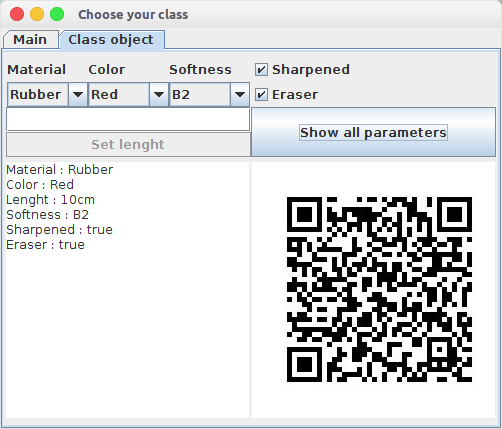 Choose your class
Main Class object
Material Color Softness Sharpened
Rubber Red B2 Eraser
Show all parameters
Set lenght
Material : Rubber
Color : Red
Lenght : 10cm
Softness : B2
Sharpened : true
Eraser : true